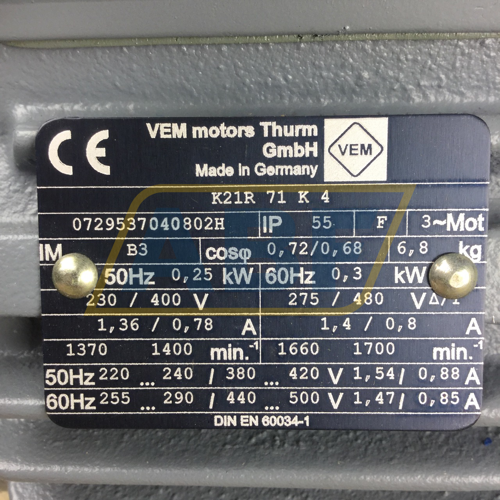 CE
VEM motors Thurm
GmbH
Made in Germany
VEM
K21R 71 K 4
0729537040802H IP 55 F 3~Mot
IM B3 cosφ 0,72/0,68 6,8 kg
50Hz 0,25 kW 60Hz 0,3 kW
230 / 400 V 275 / 480 V Δ/Y
1,36 / 0,78 A 1,4 / 0,8 A
1370 1400 min.⁻¹ 1660 1700 min.⁻¹
50Hz 220 ... 240 / 380 ... 420 V 1,54 / 0,88 A
60Hz 255 ... 290 / 440 ... 500 V 1,47 / 0,85 A
DIN EN 60034-1